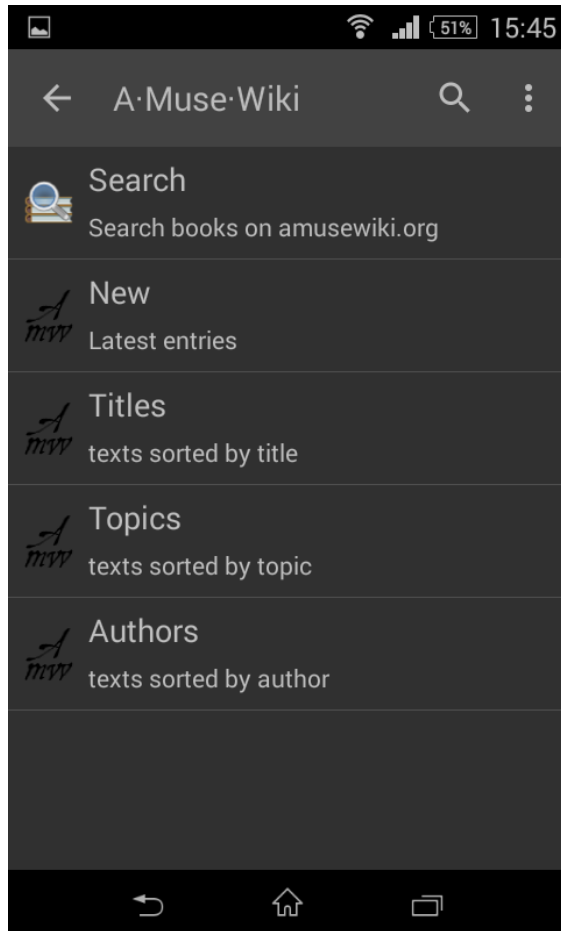 51% 15:45
A·Muse·Wiki
Search
Search books on amusewiki.org
New
Latest entries
Titles
texts sorted by title
Topics
texts sorted by topic
Authors
texts sorted by author